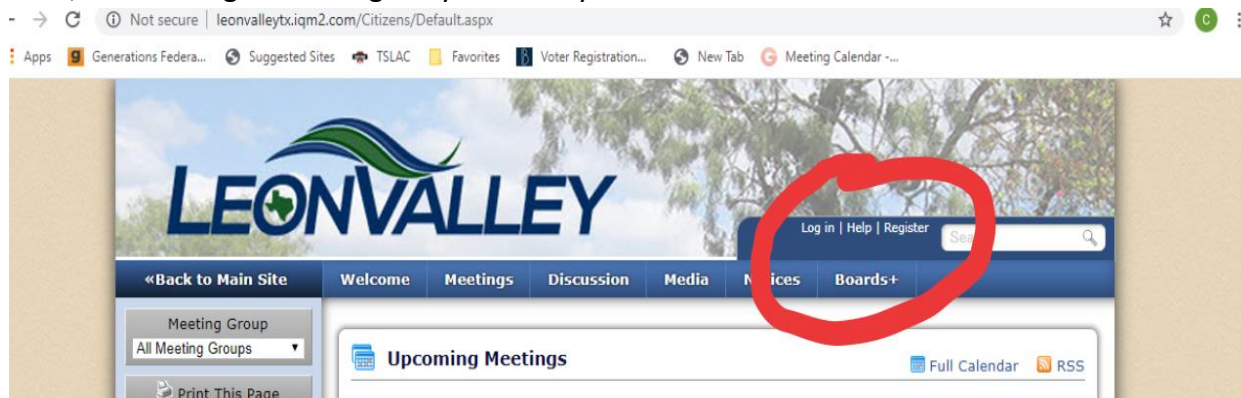 Not secure | leonvalleytx.iqm2.com/Citizens/Default.aspx
C
Apps Generations Federa... Suggested Sites TSLAC Favorites Voter Registration... New Tab Meeting Calendar -...
LEONVALLEY
Log in | Help | Register
«Back to Main Site Welcome Meetings Discussion Media Boards+
Meeting Group
All Meeting Groups
Upcoming Meetings Full Calendar RSS
Print This Page